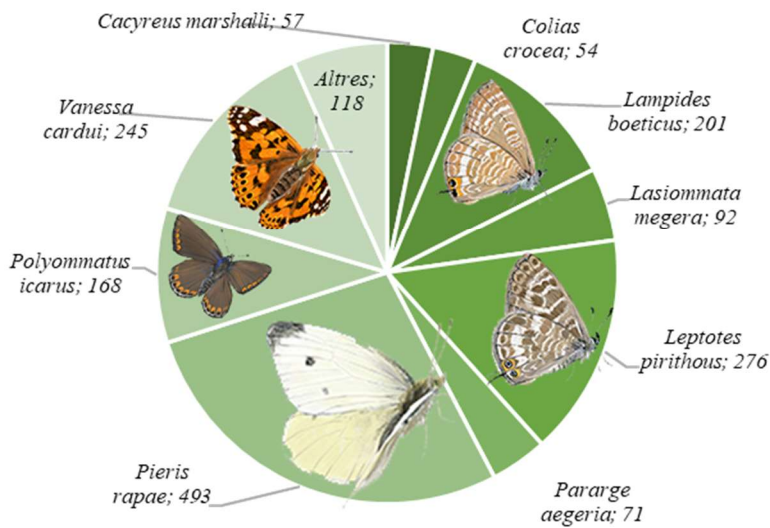 Cacyreus marshalli; 57
Colias
crocea; 54
Lampides
boeticus; 201
Lasiommata
megera; 92
Leptotes
pirithous; 276
Pararge
aegeria; 71
Pieris
rapae; 493
Polyommatus
icarus; 168
Vanessa
cardui; 245
Altres;
118